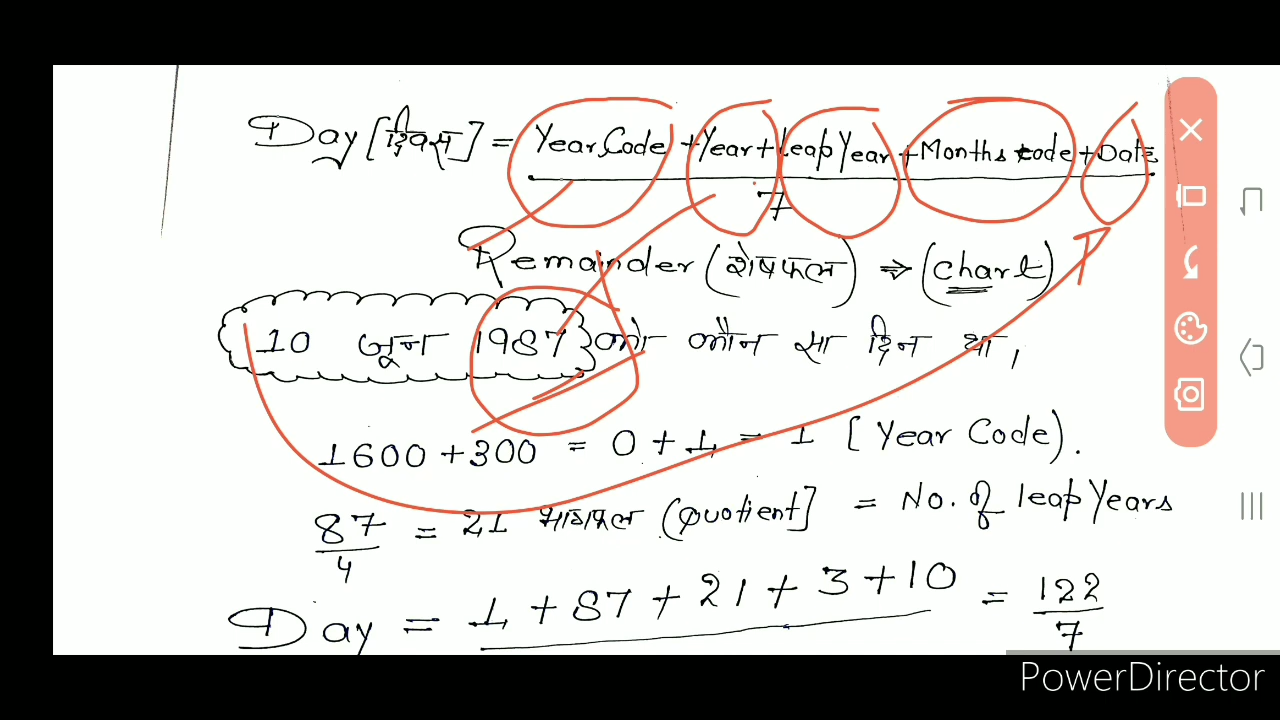 Day [दिवस] = Year Code + Year + Leap Year + Months code + Date
7
Remainder (शेषफल) ⇒ (chart)
10 जून 1987 को कौन सा दिन था,
1600 + 300 = 0 + 1 = 1 [Year Code).
87/4 = 21 भागफल (Quotient] = No. of leap Years
Day = 1 + 87 + 21 + 3 + 10 = 122/7
PowerDirector